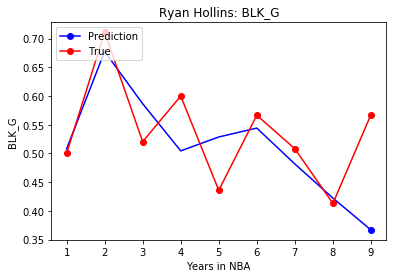 Ryan Hollins: BLK_G
Prediction
True
BLK_G
0.70
0.65
0.60
0.55
0.50
0.45
0.40
0.35
1 2 3 4 5 6 7 8 9
Years in NBA